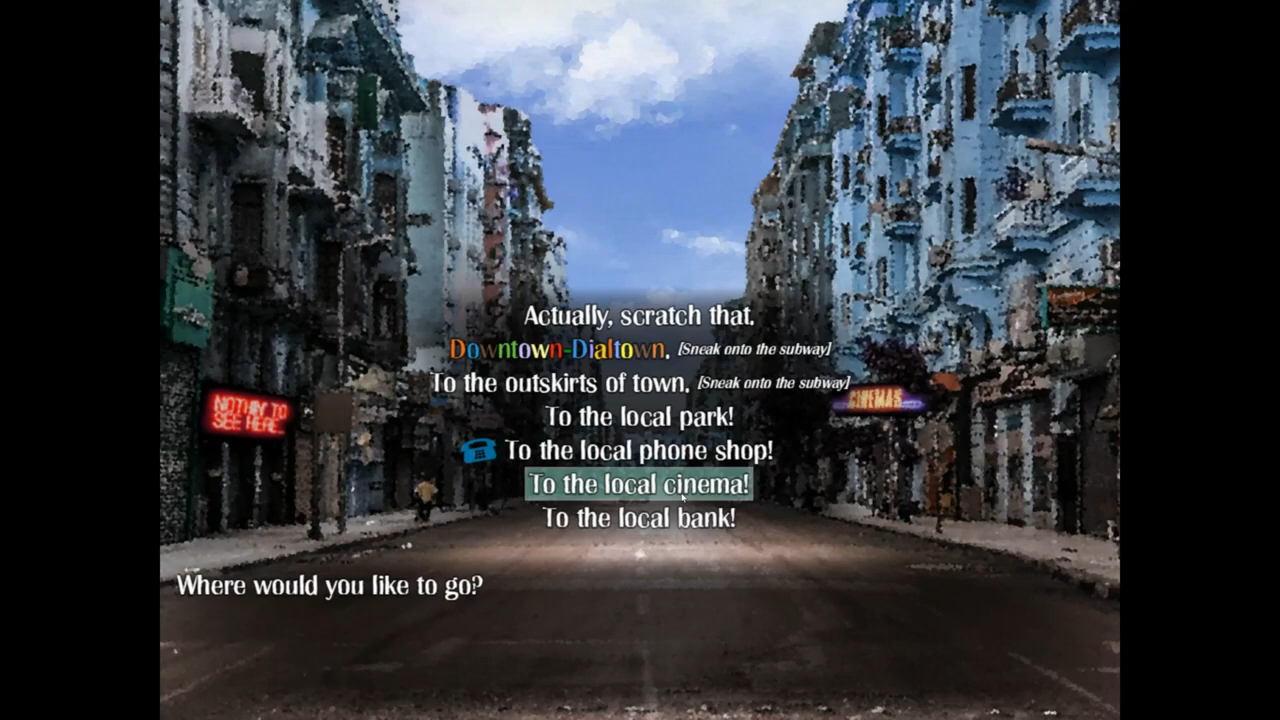 Actually, scratch that.
Downtown-Dialtown. [Sneak onto the subway]
To the outskirts of town. [Sneak onto the subway]
To the local park!
To the local phone shop!
To the local cinema!
To the local bank!
NOTHIN TO
SEE HERE
CINEMAS
Where would you like to go?